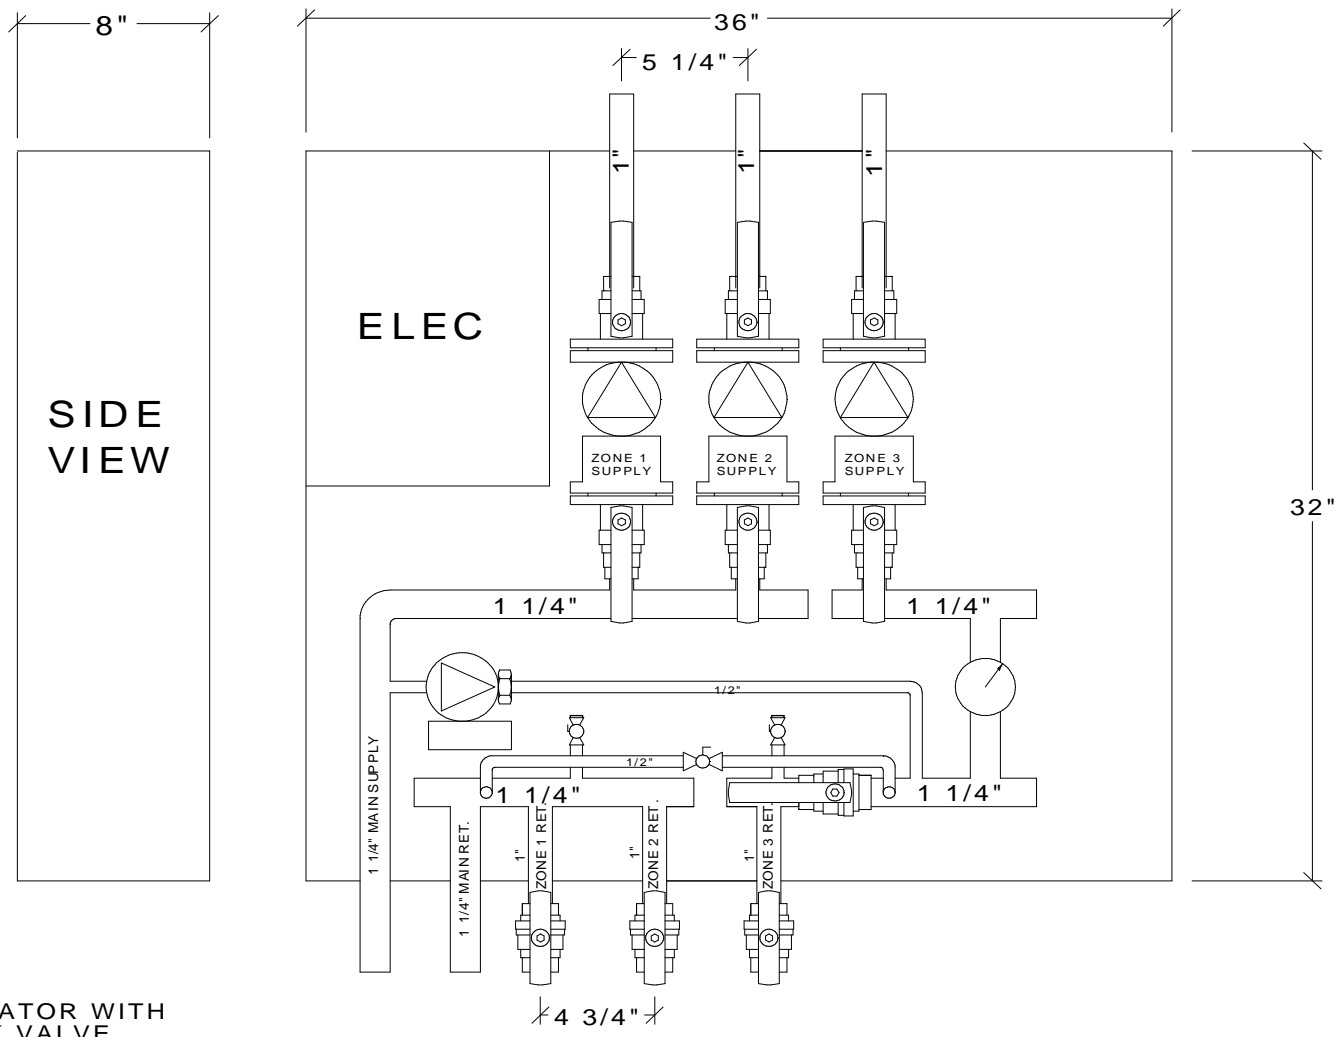 8"
36"
5 1/4"
1"
1"
1"
ELEC
SIDE
VIEW
ZONE 1
SUPPLY
ZONE 2
SUPPLY
ZONE 3
SUPPLY
32"
1 1/4"
1 1/4"
1/2"
1/2"
1 1/4"
1 1/4"
1 1/4" MAIN SUPPLY
1 1/4" MAIN RET.
1"
ZONE 1 RET.
1"
ZONE 2 RET.
1"
ZONE 3 RET.
4 3/4"
ATOR WITH
VALVE